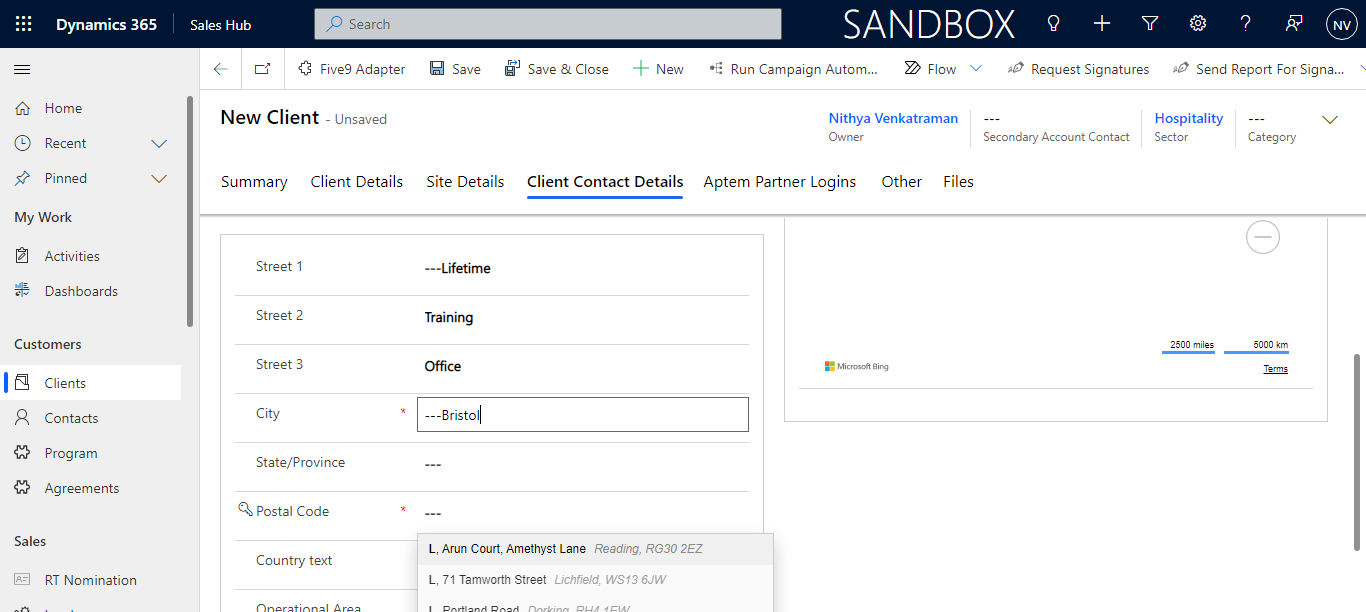 Dynamics 365
Sales Hub
Search
SANDBOX
NV
Five9 Adapter
Save
Save & Close
New
Run Campaign Autom...
Flow
Request Signatures
Send Report For Signa...
Home
Recent
Pinned
My Work
Activities
Dashboards
Customers
Clients
Contacts
Program
Agreements
Sales
RT Nomination
New Client - Unsaved
Nithya Venkatraman
Owner
---
Secondary Account Contact
Hospitality
Sector
---
Category
Summary
Client Details
Site Details
Client Contact Details
Aptem Partner Logins
Other
Files
Street 1
---Lifetime
Street 2
Training
Street 3
Office
City *
---Bristol
State/Province
---
Postal Code *
---
Country text
Operational Area
L, Arun Court, Amethyst Lane Reading, RG30 2EZ
L, 71 Tamworth Street Lichfield, WS13 6JW
L, Portland Road Dorking, RH4 1EW
2500 miles
5000 km
Microsoft Bing
Terms